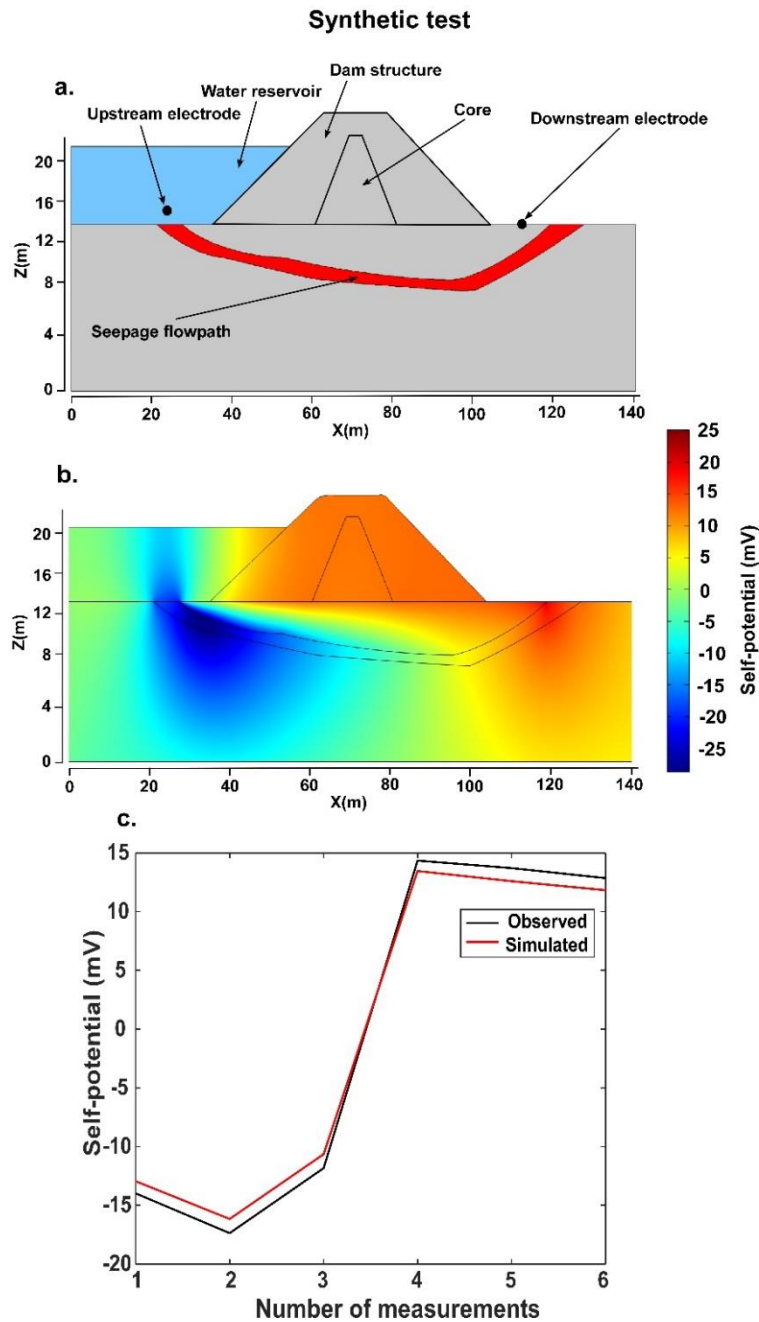 Synthetic test
a.
Dam structure
Water reservoir
Upstream electrode
Core
Downstream electrode
20
16
12
8
4
0
Z(m)
Seepage flowpath
0 20 40 60 80 100 120 140
X(m)
b.
20
16
12
8
4
0
Z(m)
0 20 40 60 80 100 120 140
X(m)
25
20
15
10
5
0
-5
-10
-15
-20
-25
Self-potential (mV)
c.
15
10
5
0
-5
-10
-15
-20
Self-potential (mV)
Observed
Simulated
1 2 3 4 5 6
Number of measurements